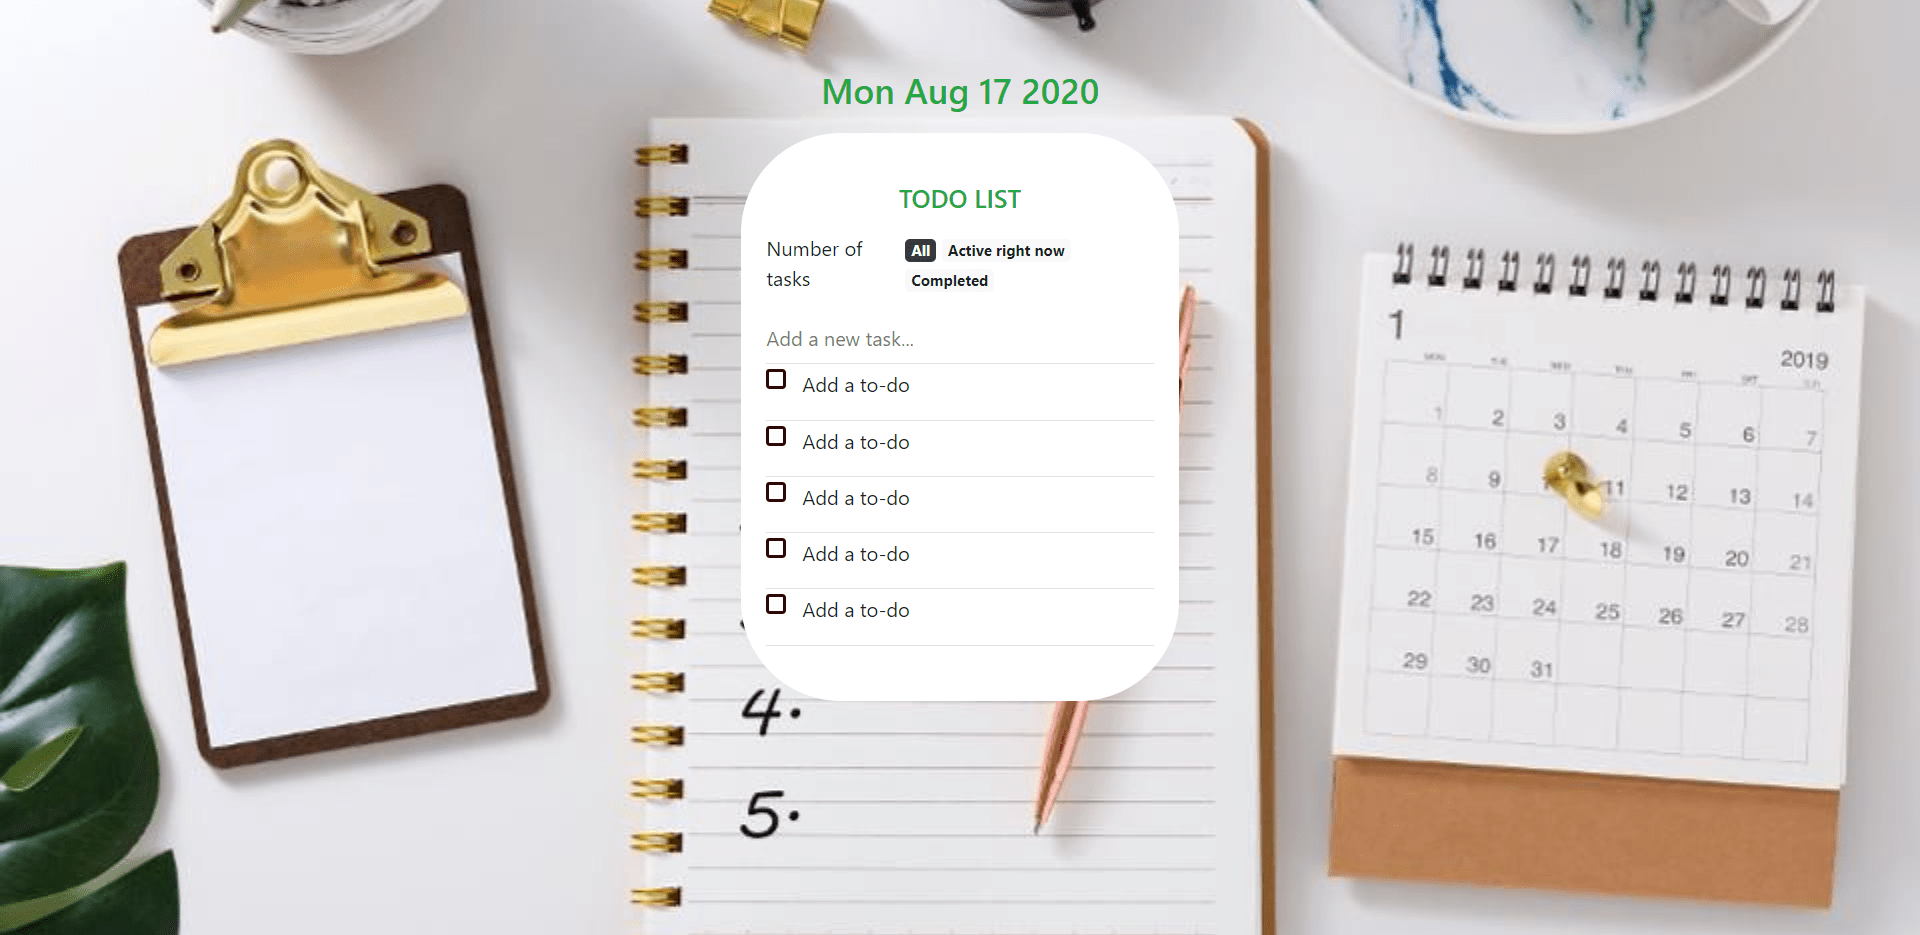 Mon Aug 17 2020
TODO LIST
Number of
tasks
All Active right now
Completed
Add a new task...
Add a to-do
Add a to-do
Add a to-do
Add a to-do
Add a to-do
4.
5.
1
2019
1 2 3 4 5 6 7
8 9 11 12 13 14
15 16 17 18 19 20 21
22 23 24 25 26 27 28
29 30 31